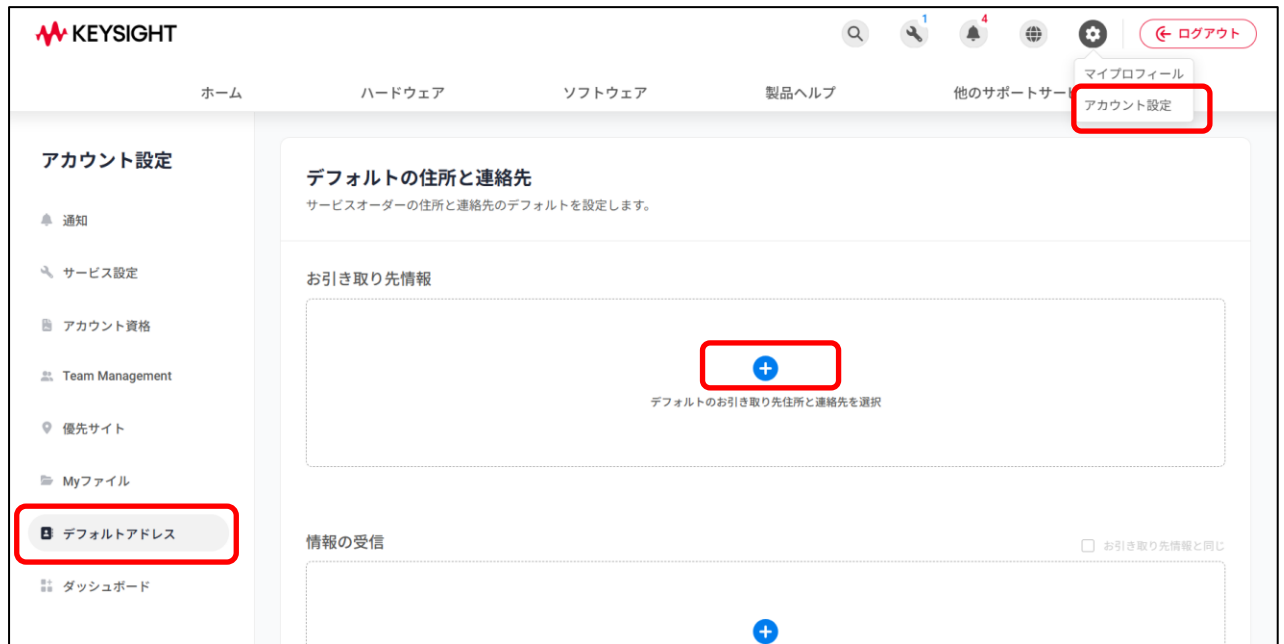 KEYSIGHT
1
4
ログアウト
マイプロフィール
アカウント設定
ホーム
ハードウェア
ソフトウェア
製品ヘルプ
他のサポートサービ
アカウント設定
通知
サービス設定
アカウント資格
Team Management
優先サイト
Myファイル
デフォルトアドレス
ダッシュボード
デフォルトの住所と連絡先
サービスオーダーの住所と連絡先のデフォルトを設定します。
お引き取り先情報
デフォルトのお引き取り先住所と連絡先を選択
情報の受信
お引き取り先情報と同じ